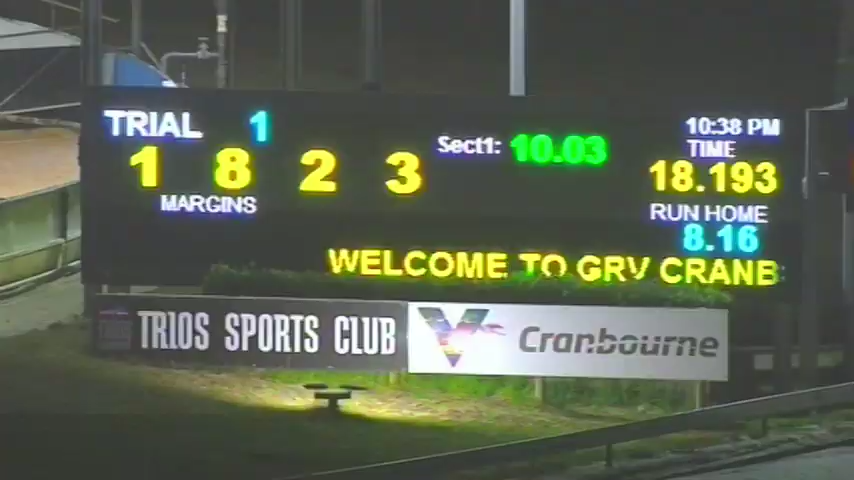 TRIAL 1
10:38 PM
1 8 2 3
Sect1: 10.03
TIME
18.193
MARGINS
RUN HOME
8.16
WELCOME TO GRV CRANB
TRIOS SPORTS CLUB
Cranbourne